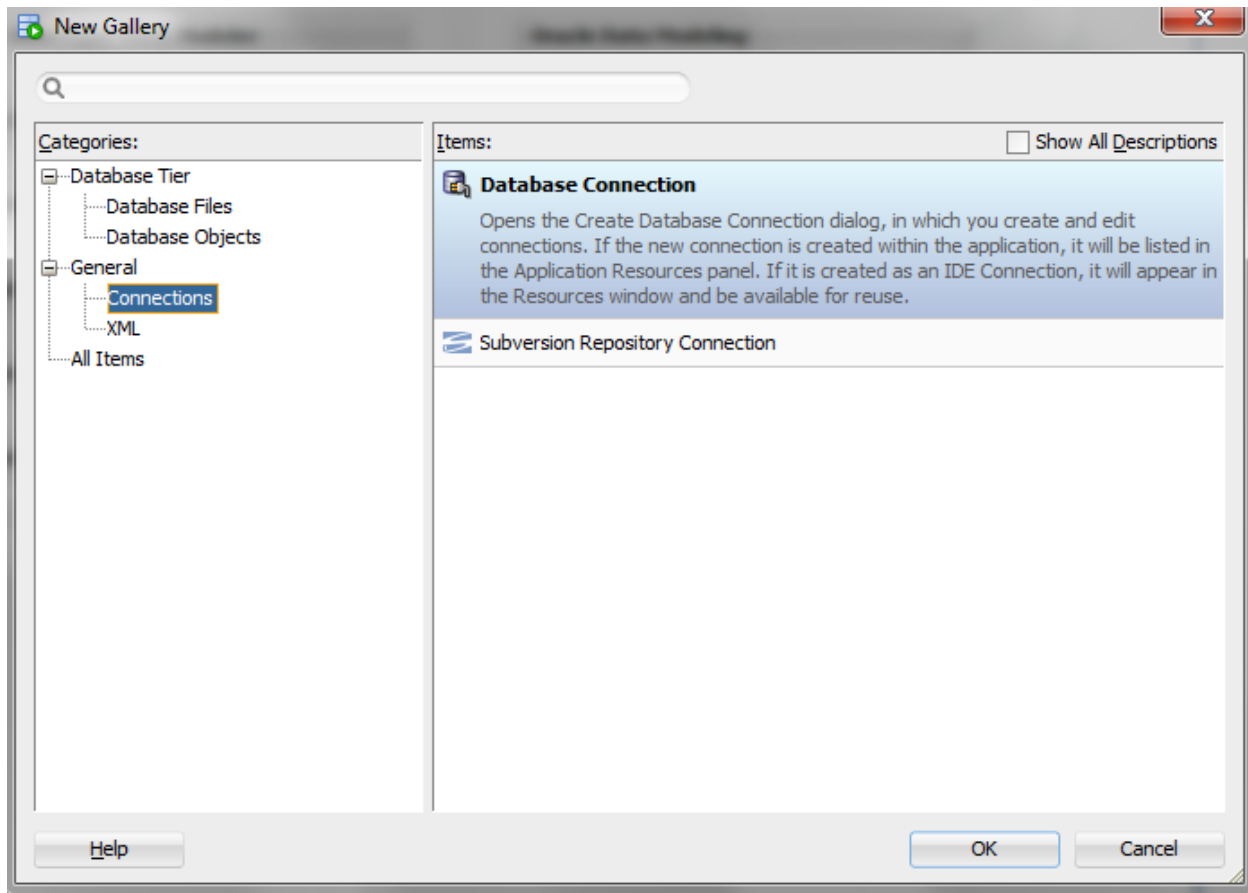 New Gallery
Oracle Data Modeling
Categories:
Database Tier
Database Files
Database Objects
General
Connections
XML
All Items
Items:
Show All Descriptions
Database Connection
Opens the Create Database Connection dialog, in which you create and edit
connections. If the new connection is created within the application, it will be listed in
the Application Resources panel. If it is created as an IDE Connection, it will appear in
the Resources window and be available for reuse.
Subversion Repository Connection
Help
OK
Cancel